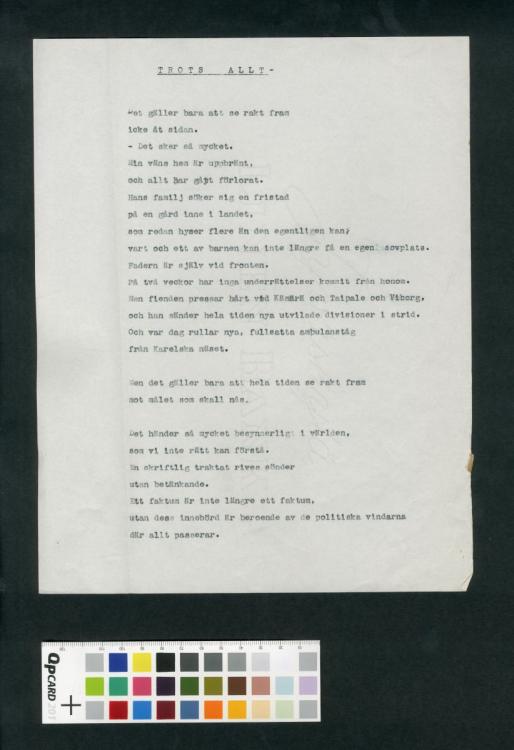 TROTS ALLT-
Det gäller bara att se rakt fram
icke åt sidan.
- Det sker så mycket.
Min väns hem är uppbränt,
och allt har gått förlorat.
Hans familj söker sig en fristad
på en gård inne i landet,
som redan hyser flere än den egentligen kan;
vart och ett av barnen kan inte längre få en egen sovplats.
Fadern är själv vid fronten.
På två veckor har inga underrättelser kommit från honom.
Men fienden pressar hårt vid Kämärä och Taipale och Viborg,
och han sänder hela tiden nya utvilade divisioner i strid.
Och var dag rullar nya, fullsatta ambulanståg
från Karelska näset.
Men det gäller bara att hela tiden se rakt fram
mot målet som skall nås.
Det händer så mycket besynnerligt i världen,
som vi inte rätt kan förstå.
En skriftlig traktat rives sönder
utan betänkande.
Ett faktum är inte längre ett faktum,
utan dess innebörd är beroende av de politiska vindarna
där allt passerar.
QPCARD 201